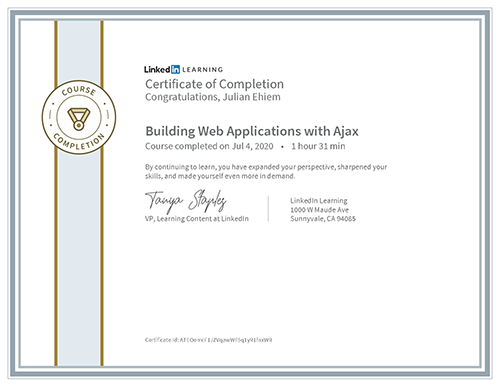 COURSE
COMPLETION
Linked in LEARNING
Certificate of Completion
Congratulations, Julian Ehiem
Building Web Applications with Ajax
Course completed on Jul 4, 2020 • 1 hour 31 min
By continuing to learn, you have expanded your perspective, sharpened your
skills, and made yourself even more in demand.
Tanya Staples
VP, Learning Content at LinkedIn
LinkedIn Learning
1000 W Maude Ave
Sunnyvale, CA 94085
Certificate Id: